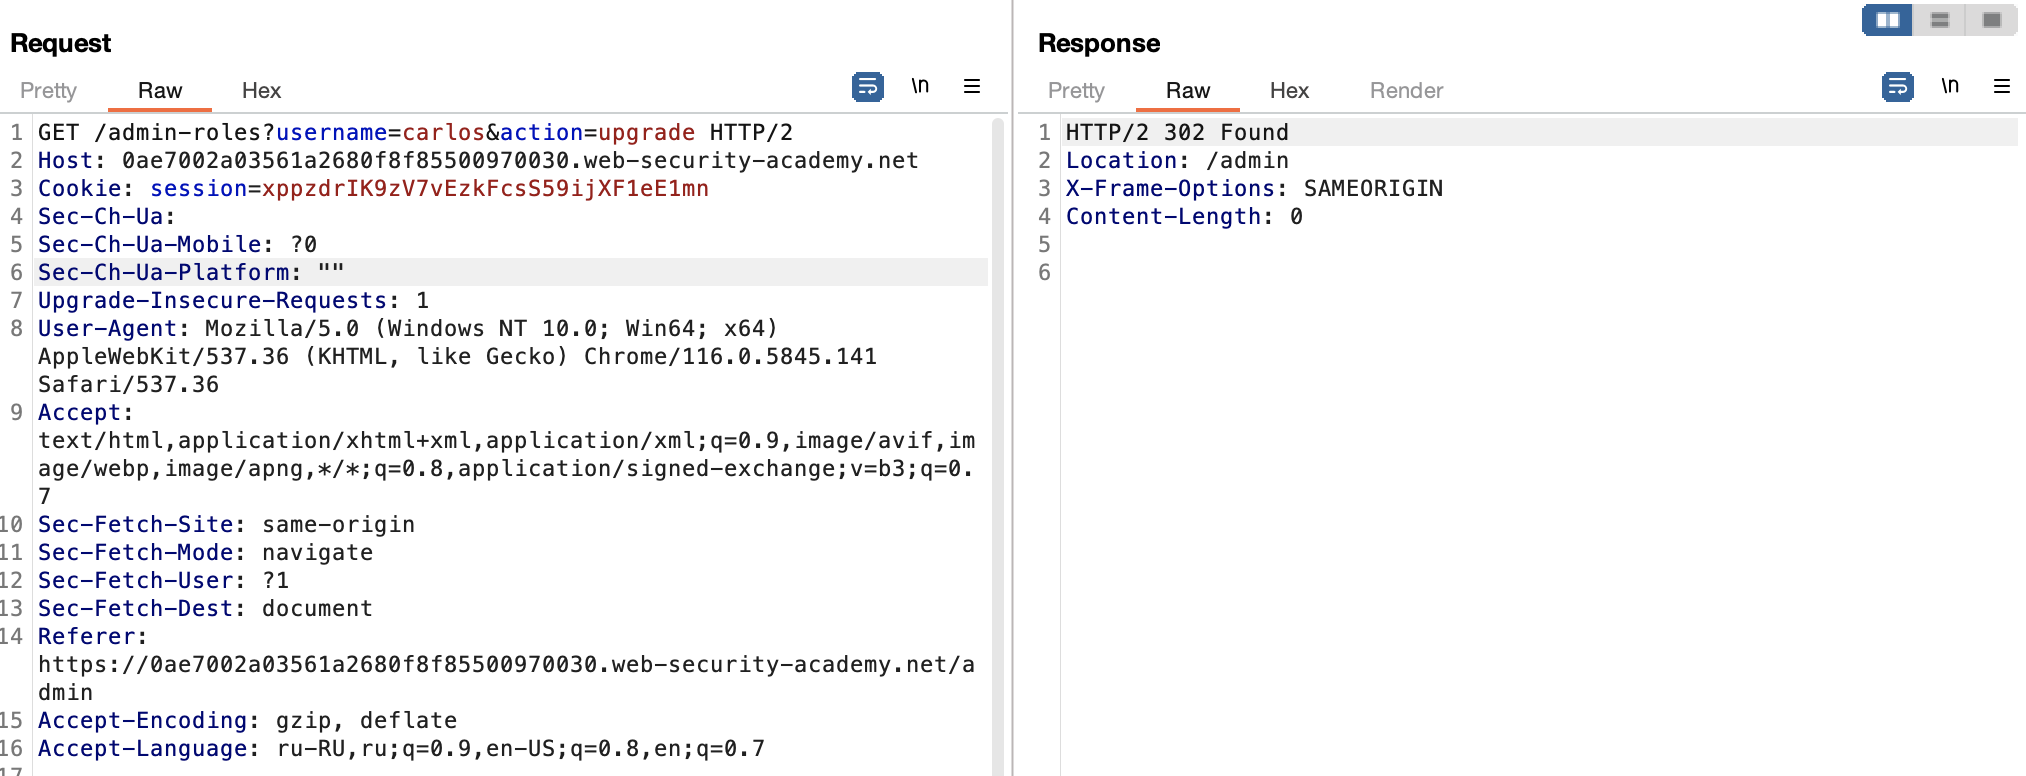 Request
Pretty
Raw
Hex
\n
1 GET /admin-roles?username=carlos&action=upgrade HTTP/2
2 Host: 0ae7002a03561a2680f8f85500970030.web-security-academy.net
3 Cookie: session=xppzdrIK9zV7vEzkFcsS59ijXF1eE1mn
4 Sec-Ch-Ua:
5 Sec-Ch-Ua-Mobile: ?0
6 Sec-Ch-Ua-Platform: ""
7 Upgrade-Insecure-Requests: 1
8 User-Agent: Mozilla/5.0 (Windows NT 10.0; Win64; x64)
AppleWebKit/537.36 (KHTML, like Gecko) Chrome/116.0.5845.141
Safari/537.36
9 Accept:
text/html,application/xhtml+xml,application/xml;q=0.9,image/avif,im
age/webp,image/apng,*/*;q=0.8,application/signed-exchange;v=b3;q=0.
7
10 Sec-Fetch-Site: same-origin
11 Sec-Fetch-Mode: navigate
12 Sec-Fetch-User: ?1
13 Sec-Fetch-Dest: document
14 Referer:
https://0ae7002a03561a2680f8f85500970030.web-security-academy.net/a
dmin
15 Accept-Encoding: gzip, deflate
16 Accept-Language: ru-RU,ru;q=0.9,en-US;q=0.8,en;q=0.7
17
Response
Pretty
Raw
Hex
Render
\n
1 HTTP/2 302 Found
2 Location: /admin
3 X-Frame-Options: SAMEORIGIN
4 Content-Length: 0
5
6